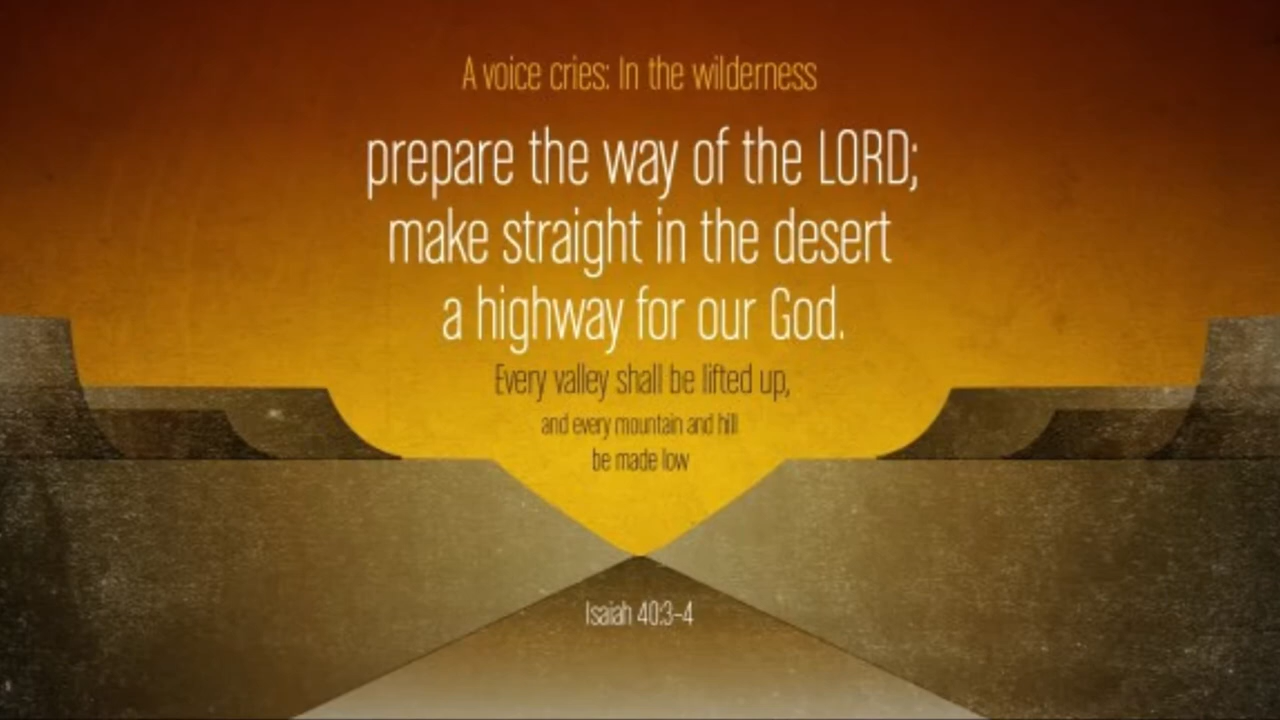 A voice cries: In the wilderness
prepare the way of the LORD;
make straight in the desert
a highway for our God.
Every valley shall be lifted up,
and every mountain and hill
be made low
Isaiah 40:3–4